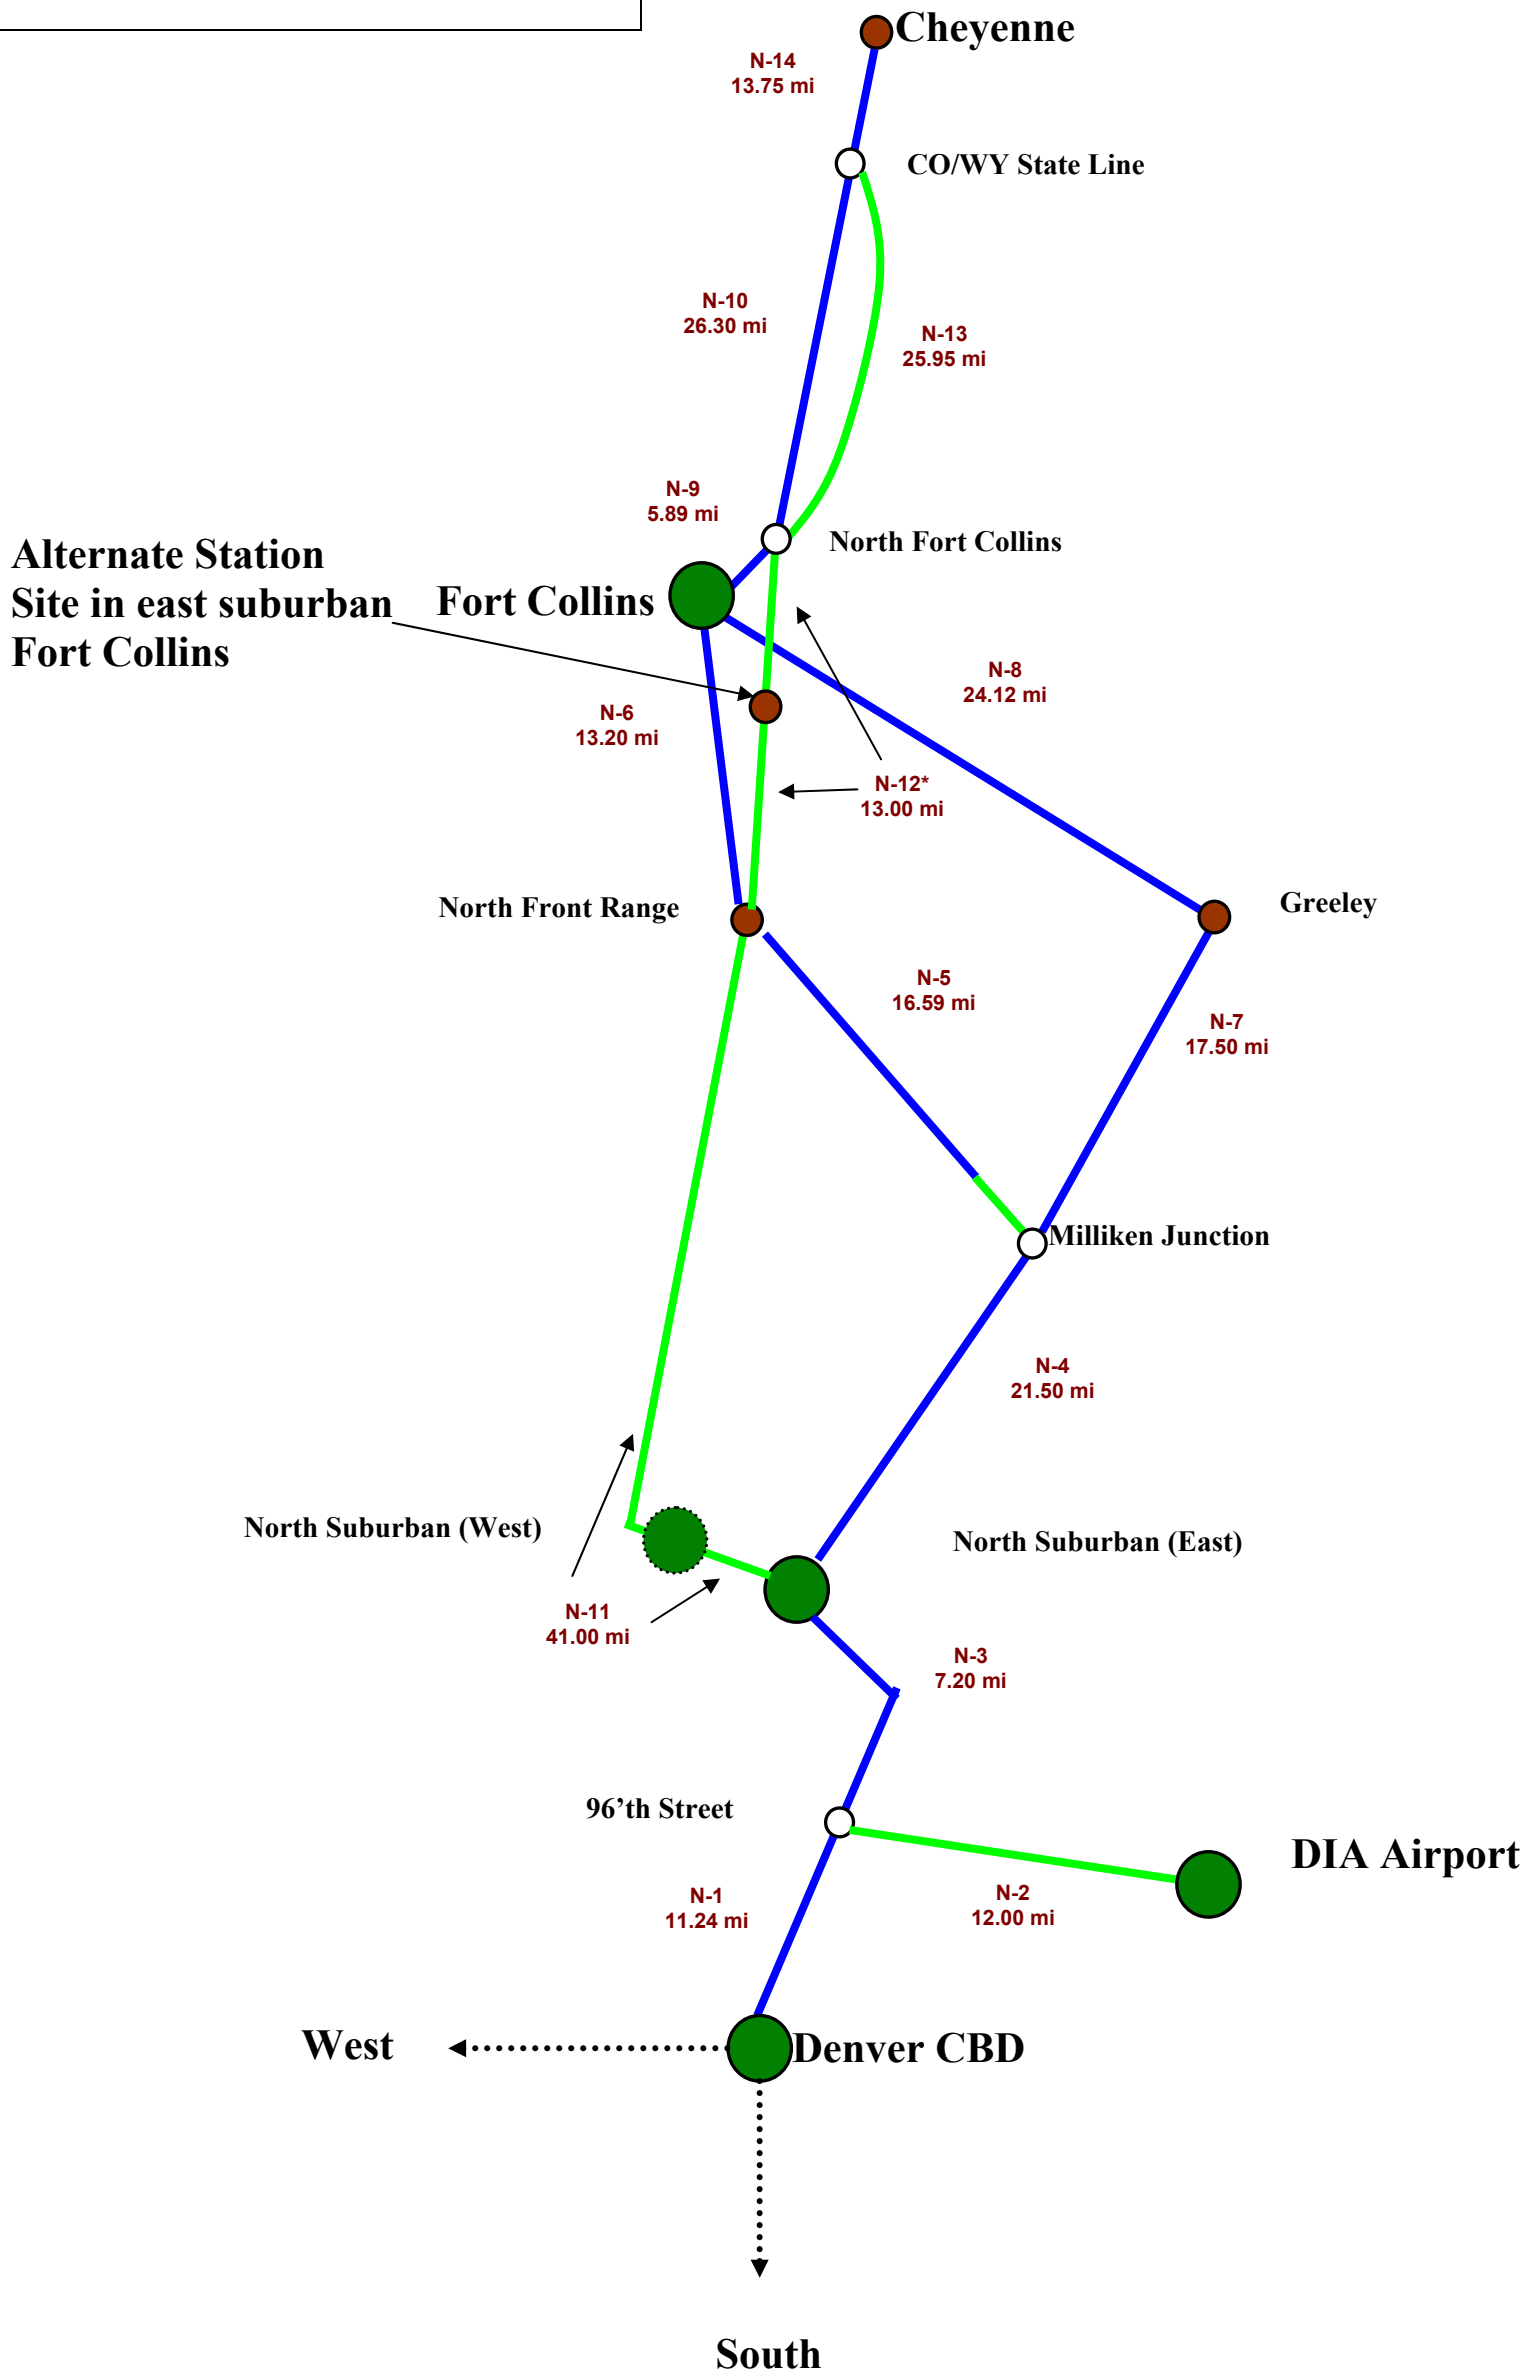 Cheyenne
N-14
13.75 mi
CO/WY State Line
N-10
26.30 mi
N-13
25.95 mi
N-9
5.89 mi
North Fort Collins
Alternate Station
Site in east suburban
Fort Collins
Fort Collins
N-8
24.12 mi
N-6
13.20 mi
N-12*
13.00 mi
North Front Range
Greeley
N-5
16.59 mi
N-7
17.50 mi
Milliken Junction
N-4
21.50 mi
North Suburban (West)
North Suburban (East)
N-11
41.00 mi
N-3
7.20 mi
96’th Street
DIA Airport
N-1
11.24 mi
N-2
12.00 mi
West
Denver CBD
South